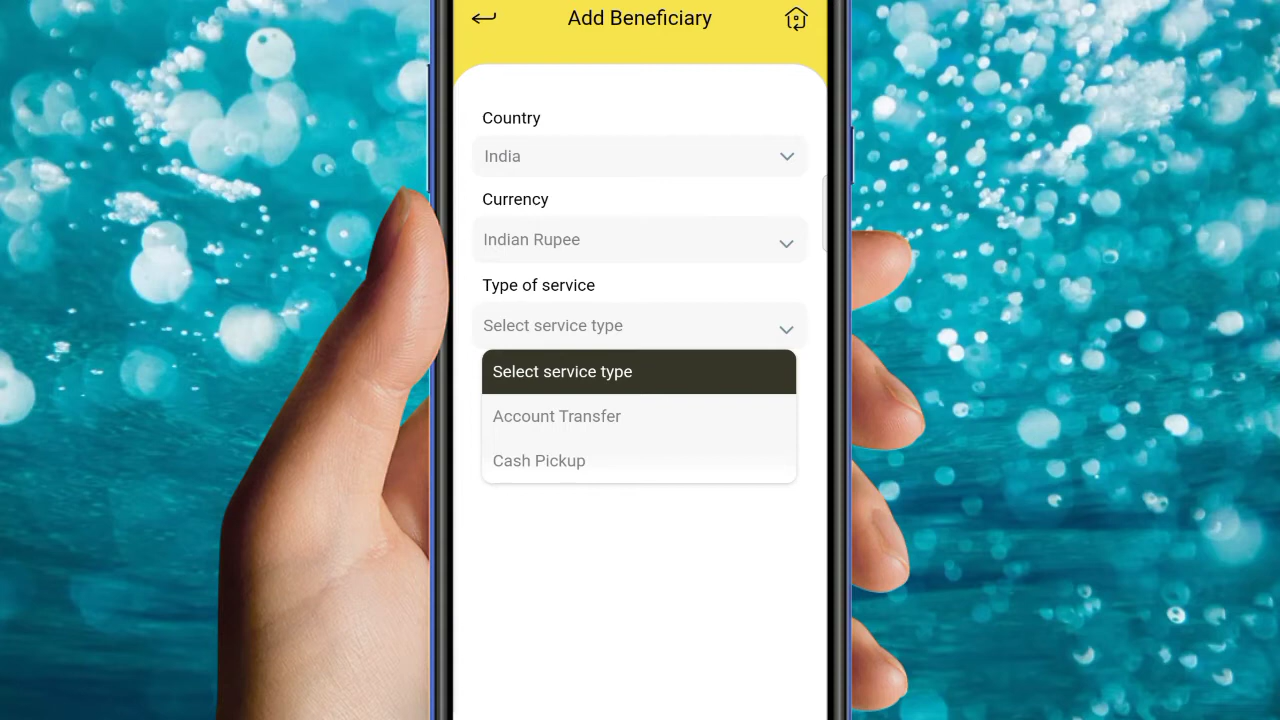 Add Beneficiary
Country
India
Currency
Indian Rupee
Type of service
Select service type
Select service type
Account Transfer
Cash Pickup